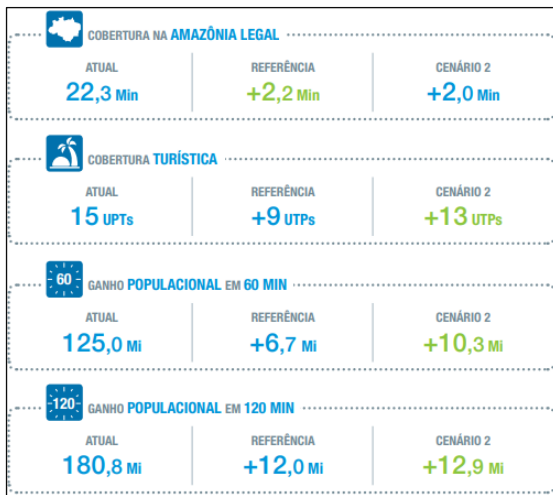 COBERTURA NA AMAZÔNIA LEGAL
ATUAL REFERÊNCIA CENÁRIO 2
22,3 Min +2,2 Min +2,0 Min
COBERTURA TURÍSTICA
ATUAL REFERÊNCIA CENÁRIO 2
15 UPTs +9 UTPs +13 UTPs
60 GANHO POPULACIONAL EM 60 MIN
ATUAL REFERÊNCIA CENÁRIO 2
125,0 Mi +6,7 Mi +10,3 Mi
120 GANHO POPULACIONAL EM 120 MIN
ATUAL REFERÊNCIA CENÁRIO 2
180,8 Mi +12,0 Mi +12,9 Mi